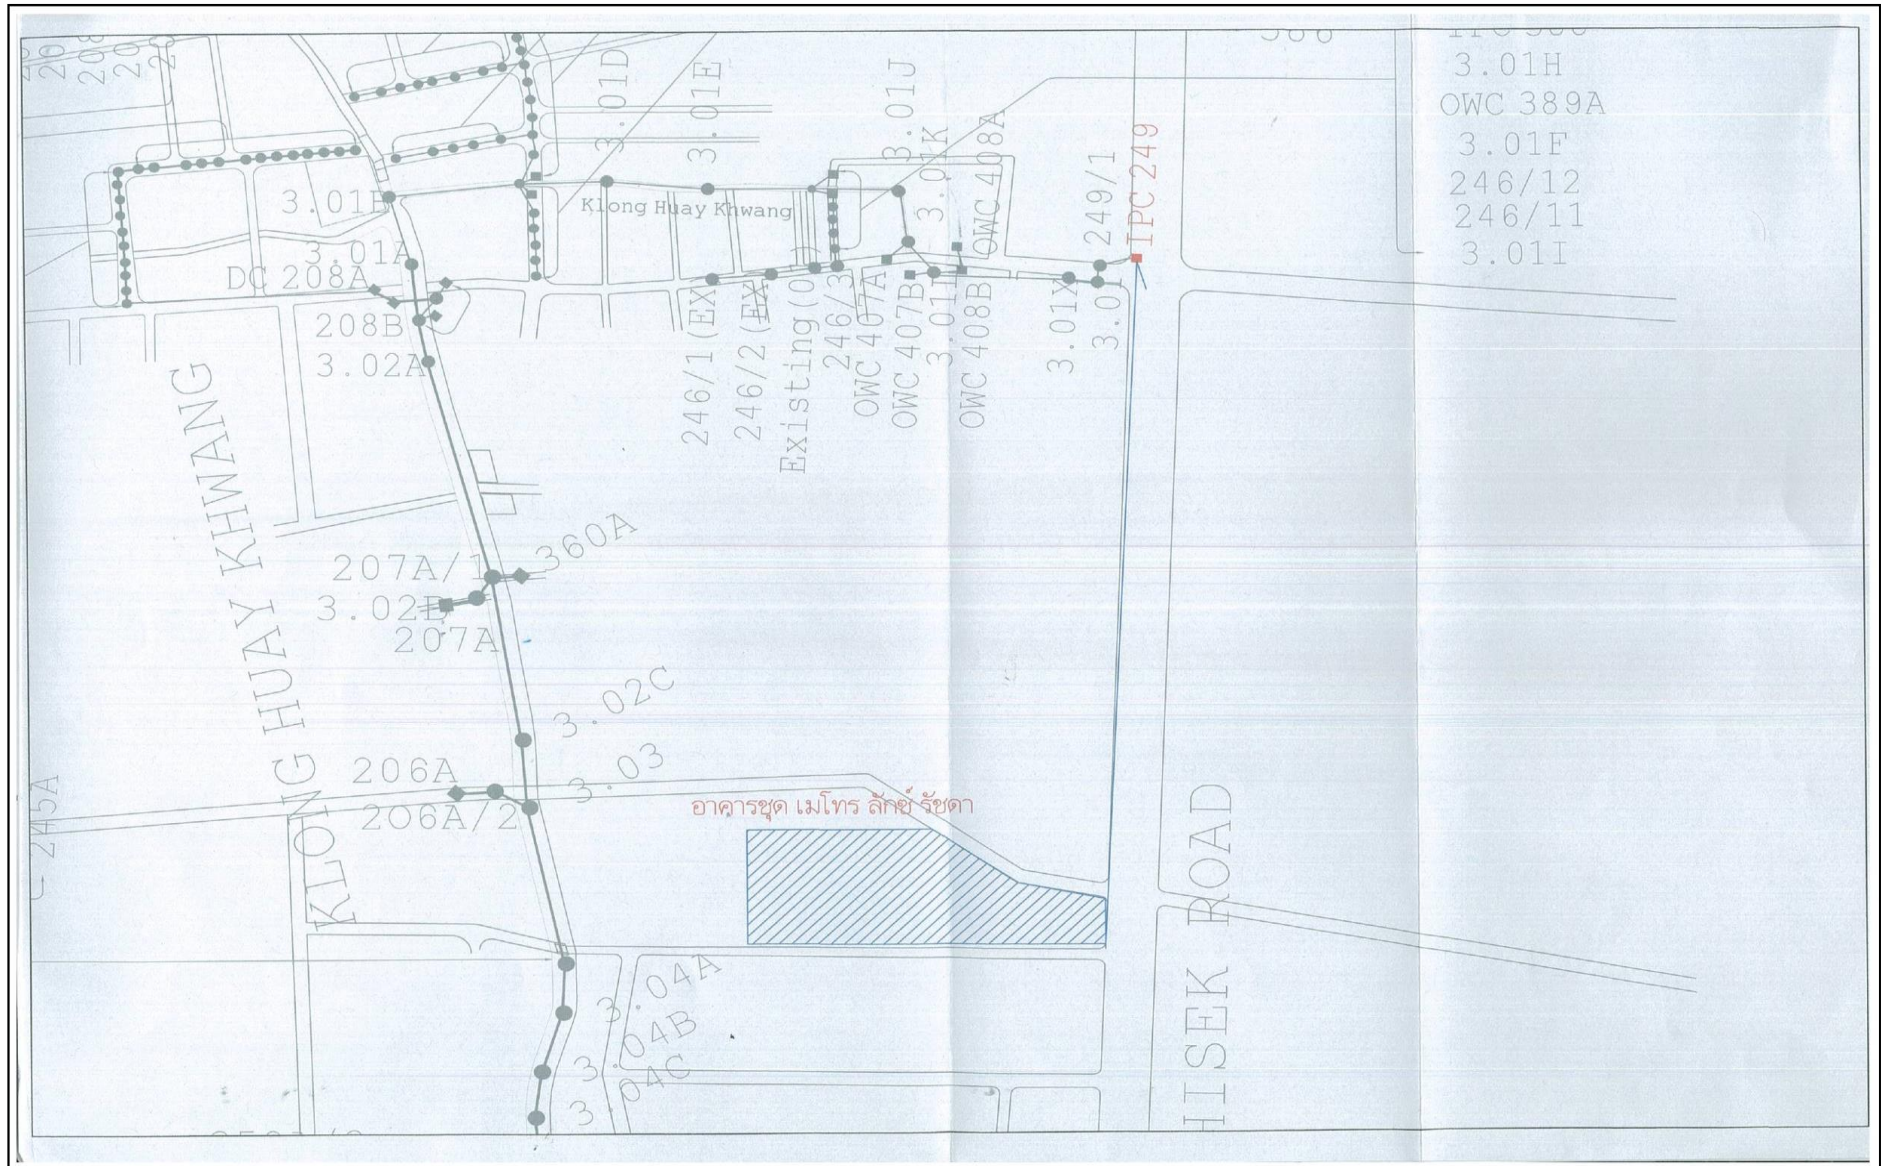 3.01D
3.01E
3.01J
3.01K
OWC 408A
249/1
IPC 249
3.01H
OWC 389A
3.01F
246/12
246/11
3.01I
3.01B
Klong Huay Khwang
3.01A
DC 208A
208B
3.02A
246/1(EX
246/2(EX
Existing(0
246/3
OWC 407A
OWC 407B
3.01L
OWC 408B
3.01X
3.01
KLONG HUAY KHWANG
360A
207A/1
3.02B
207A
3.02C
3.03
206A
206A/2
C 245A
อาคารชุด เมโทร ลักซ์ รัชดา
HISEK ROAD
3.04A
3.04B
3.04C